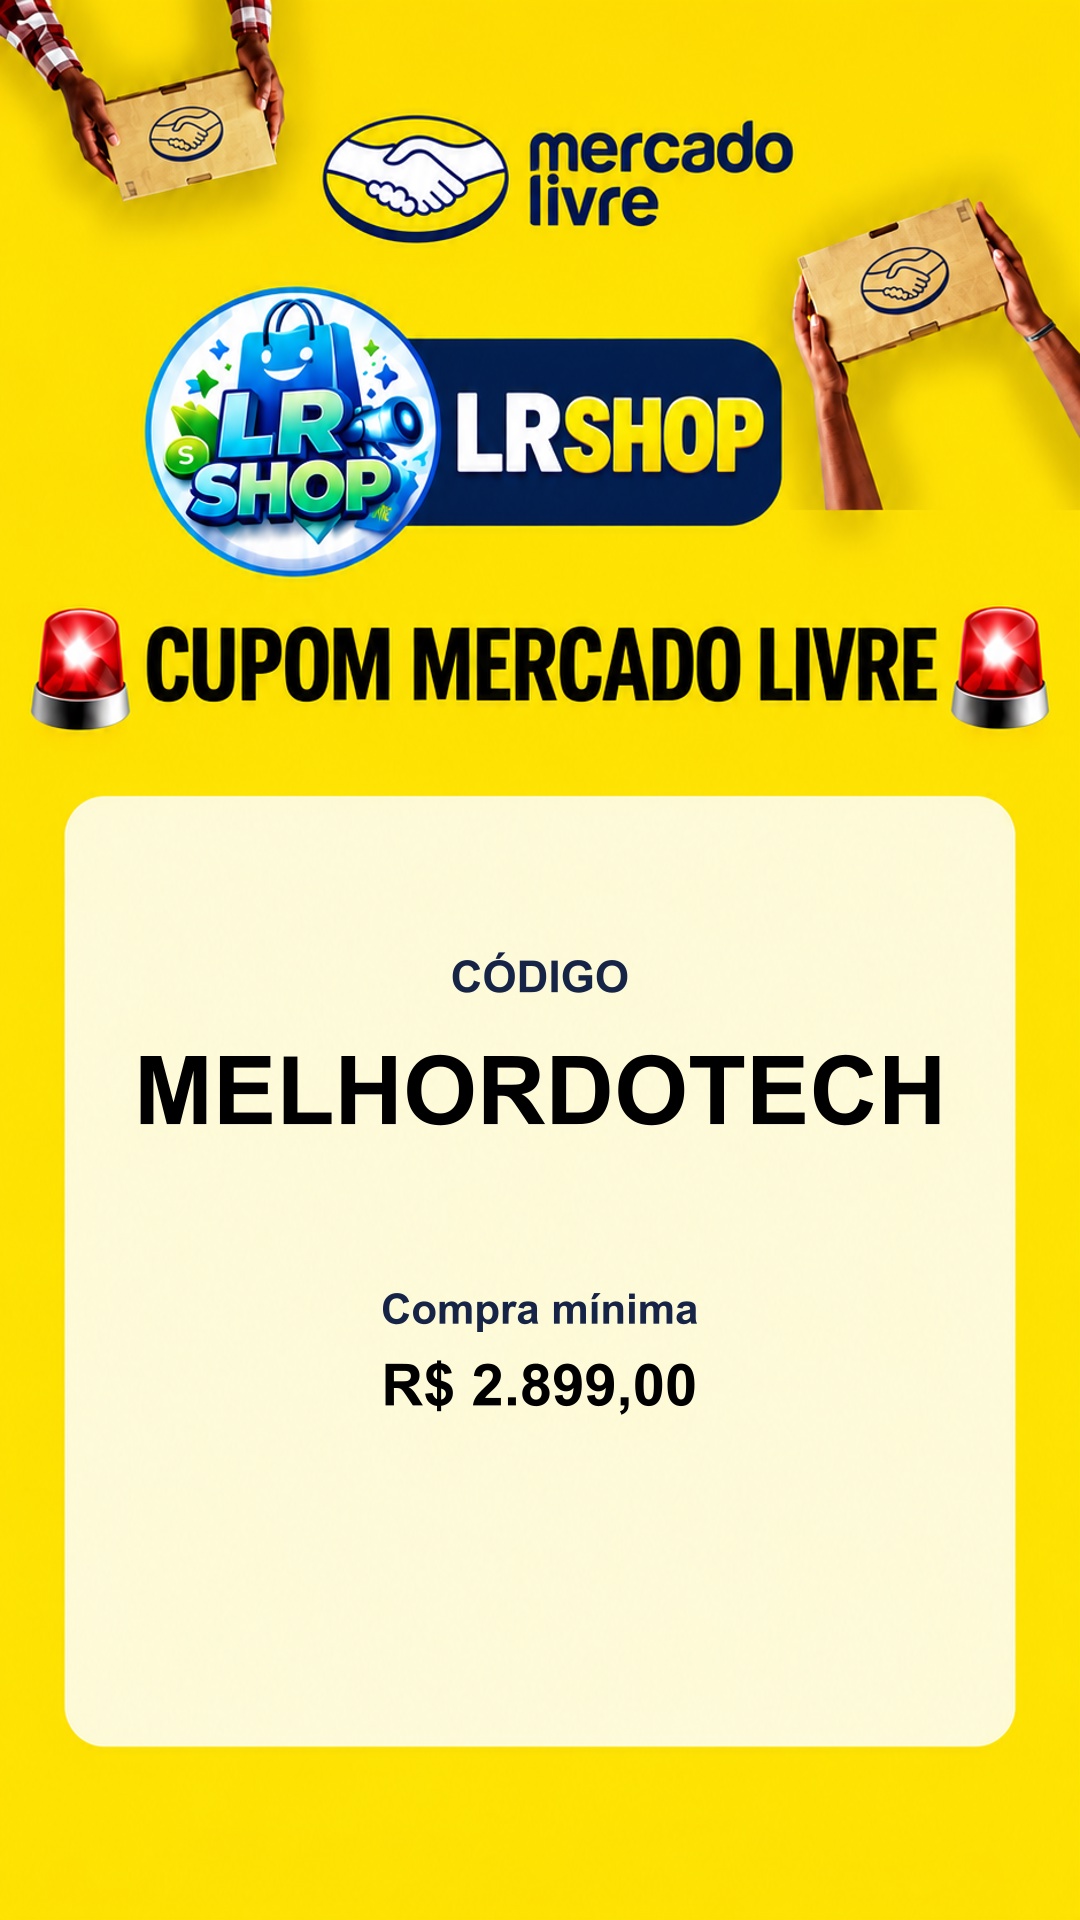 mercado
livre
LR
SHOP
S
LRSHOP
CUPOM MERCADO LIVRE
CÓDIGO
MELHORDOTECH
Compra mínima
R$ 2.899,00